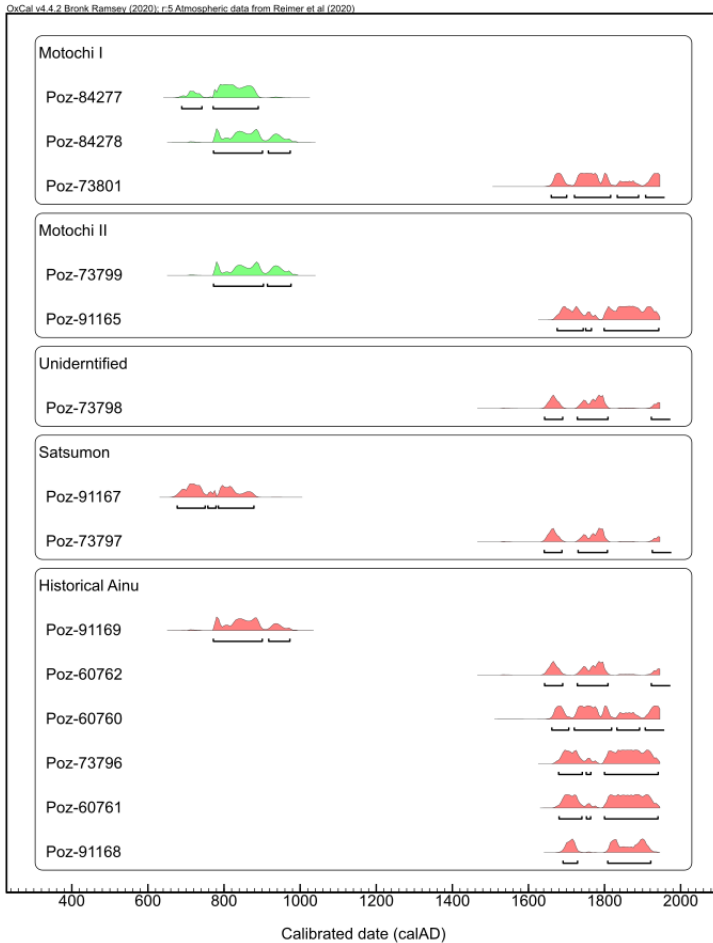 OxCal v4.4.2 Bronk Ramsey (2020); r:5 Atmospheric data from Reimer et al (2020)
Motochi I
Poz-84277
Poz-84278
Poz-73801
Motochi II
Poz-73799
Poz-91165
Uniderntified
Poz-73798
Satsumon
Poz-91167
Poz-73797
Historical Ainu
Poz-91169
Poz-60762
Poz-60760
Poz-73796
Poz-60761
Poz-91168
400 600 800 1000 1200 1400 1600 1800 2000
Calibrated date (calAD)